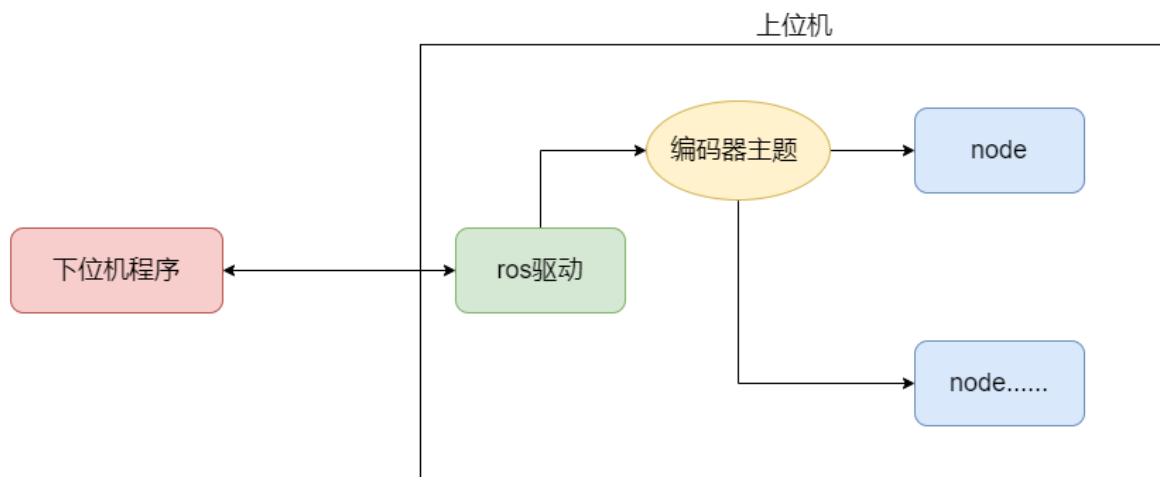 上位机
编码器主题
node
下位机程序
ros驱动
node......